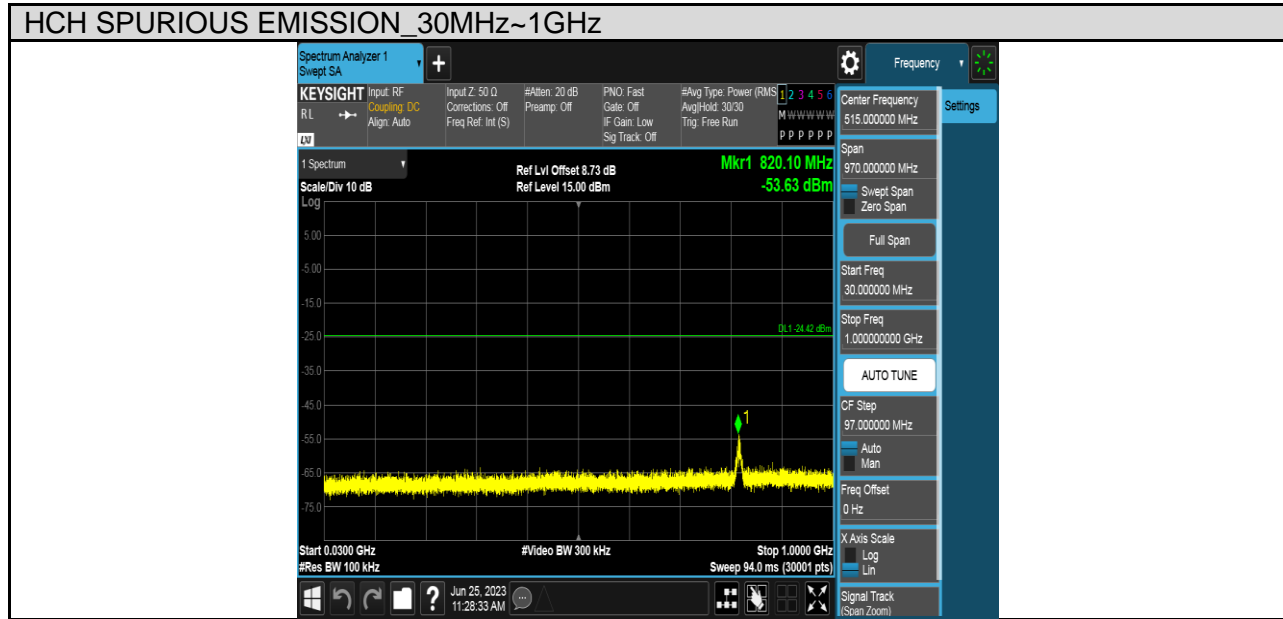 HCH SPURIOUS EMISSION_30MHz~1GHz
Spectrum Analyzer 1
Swept SA
+
Frequency
KEYSIGHT
RL
LXI
Input: RF
Coupling: DC
Align: Auto
Input Z: 50 Ω
Corrections: Off
Freq Ref: Int (S)
#Atten: 20 dB
Preamp: Off
PNO: Fast
Gate: Off
IF Gain: Low
Sig Track: Off
#Avg Type: Power (RMS
Avg|Hold: 30/30
Trig: Free Run
1 2 3 4 5 6
M W W W W W
P P P P P P
1 Spectrum
Scale/Div 10 dB
Log
Ref Lvl Offset 8.73 dB
Ref Level 15.00 dBm
Mkr1 820.10 MHz
-53.63 dBm
5.00
-5.00
-15.0
DL1 -24.42 dBm
-25.0
-35.0
-45.0
1
-55.0
-65.0
-75.0
Start 0.0300 GHz
#Res BW 100 kHz
#Video BW 300 kHz
Stop 1.0000 GHz
Sweep 94.0 ms (30001 pts)
?
Jun 25, 2023
11:28:33 AM
Center Frequency
515.000000 MHz
Settings
Span
970.000000 MHz
Swept Span
Zero Span
Full Span
Start Freq
30.000000 MHz
Stop Freq
1.000000000 GHz
AUTO TUNE
CF Step
97.000000 MHz
Auto
Man
Freq Offset
0 Hz
X Axis Scale
Log
Lin
Signal Track
(Span Zoom)